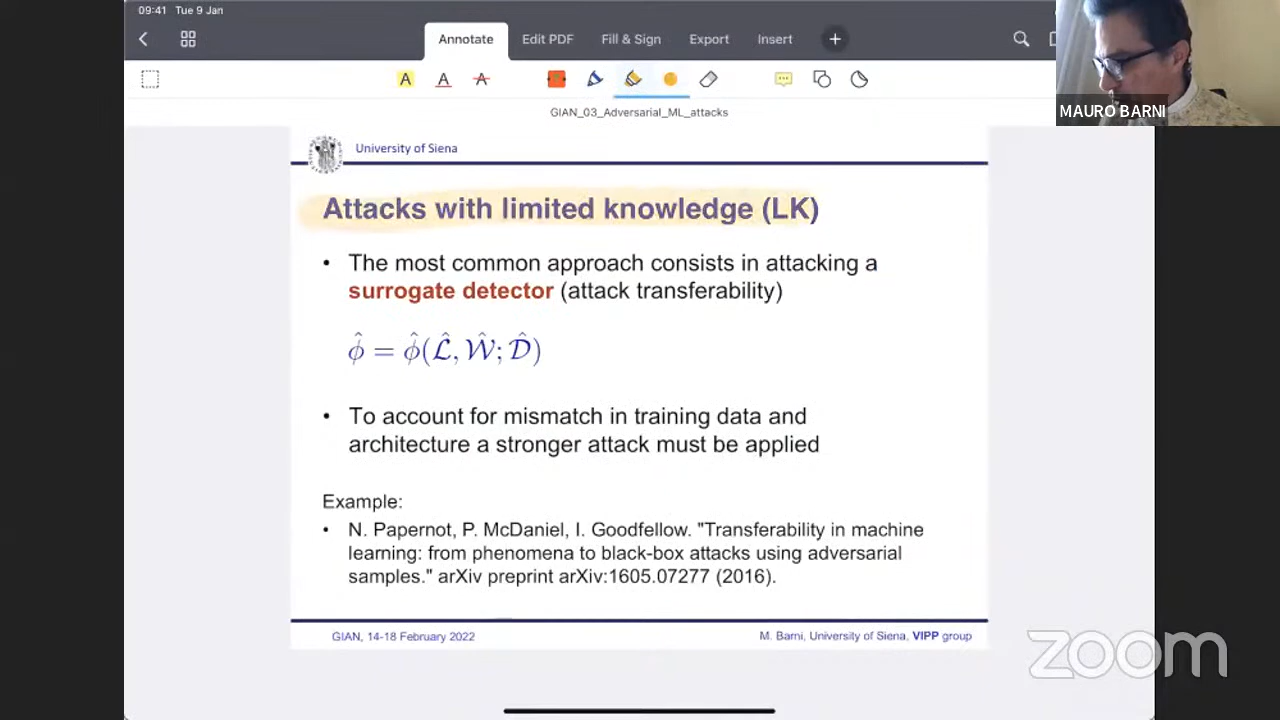 09:41 Tue 9 Jan
Annotate Edit PDF Fill & Sign Export Insert +
A A A
GIAN_03_Adversarial_ML_attacks
MAURO BARNI
University of Siena
Attacks with limited knowledge (LK)
• The most common approach consists in attacking a
surrogate detector (attack transferability)
ϕ̂ = ϕ̂(ℒ̂, 𝒲̂; 𝒟̂)
• To account for mismatch in training data and
architecture a stronger attack must be applied
Example:
• N. Papernot, P. McDaniel, I. Goodfellow. "Transferability in machine
learning: from phenomena to black-box attacks using adversarial
samples." arXiv preprint arXiv:1605.07277 (2016).
GIAN, 14-18 February 2022 M. Barni, University of Siena, VIPP group
zoom